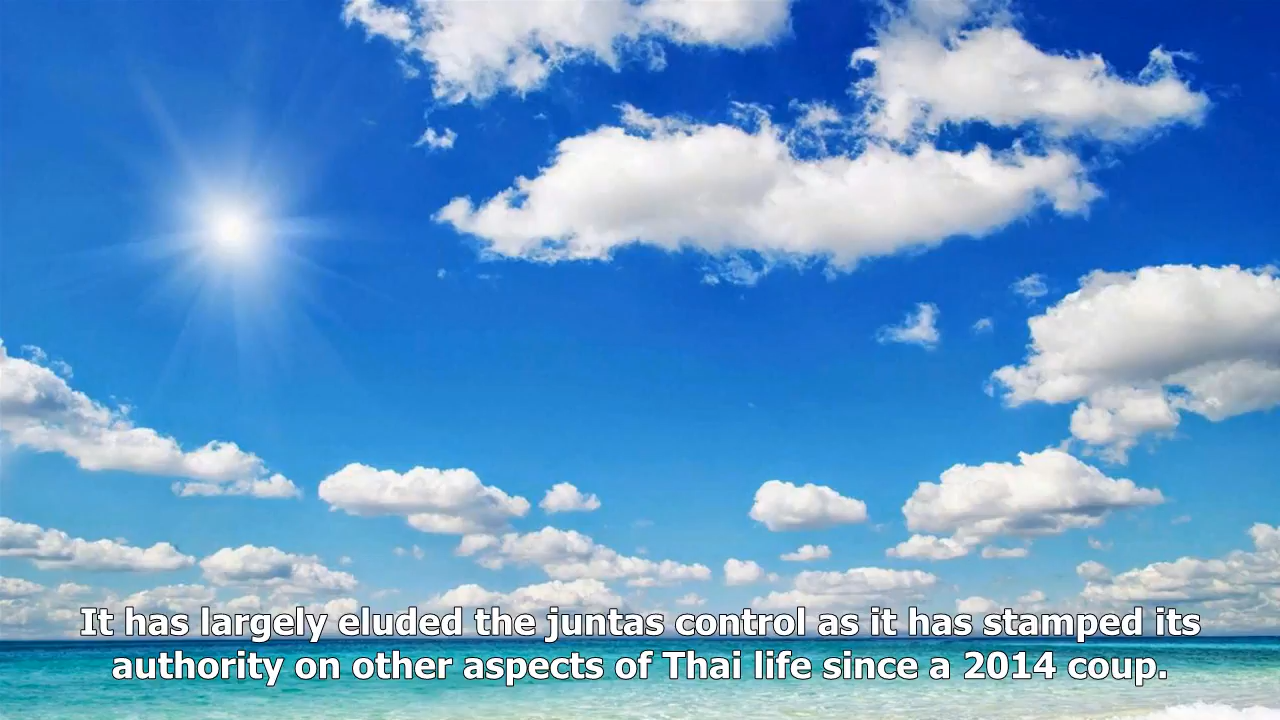 It has largely eluded the juntas control as it has stamped its
authority on other aspects of Thai life since a 2014 coup.